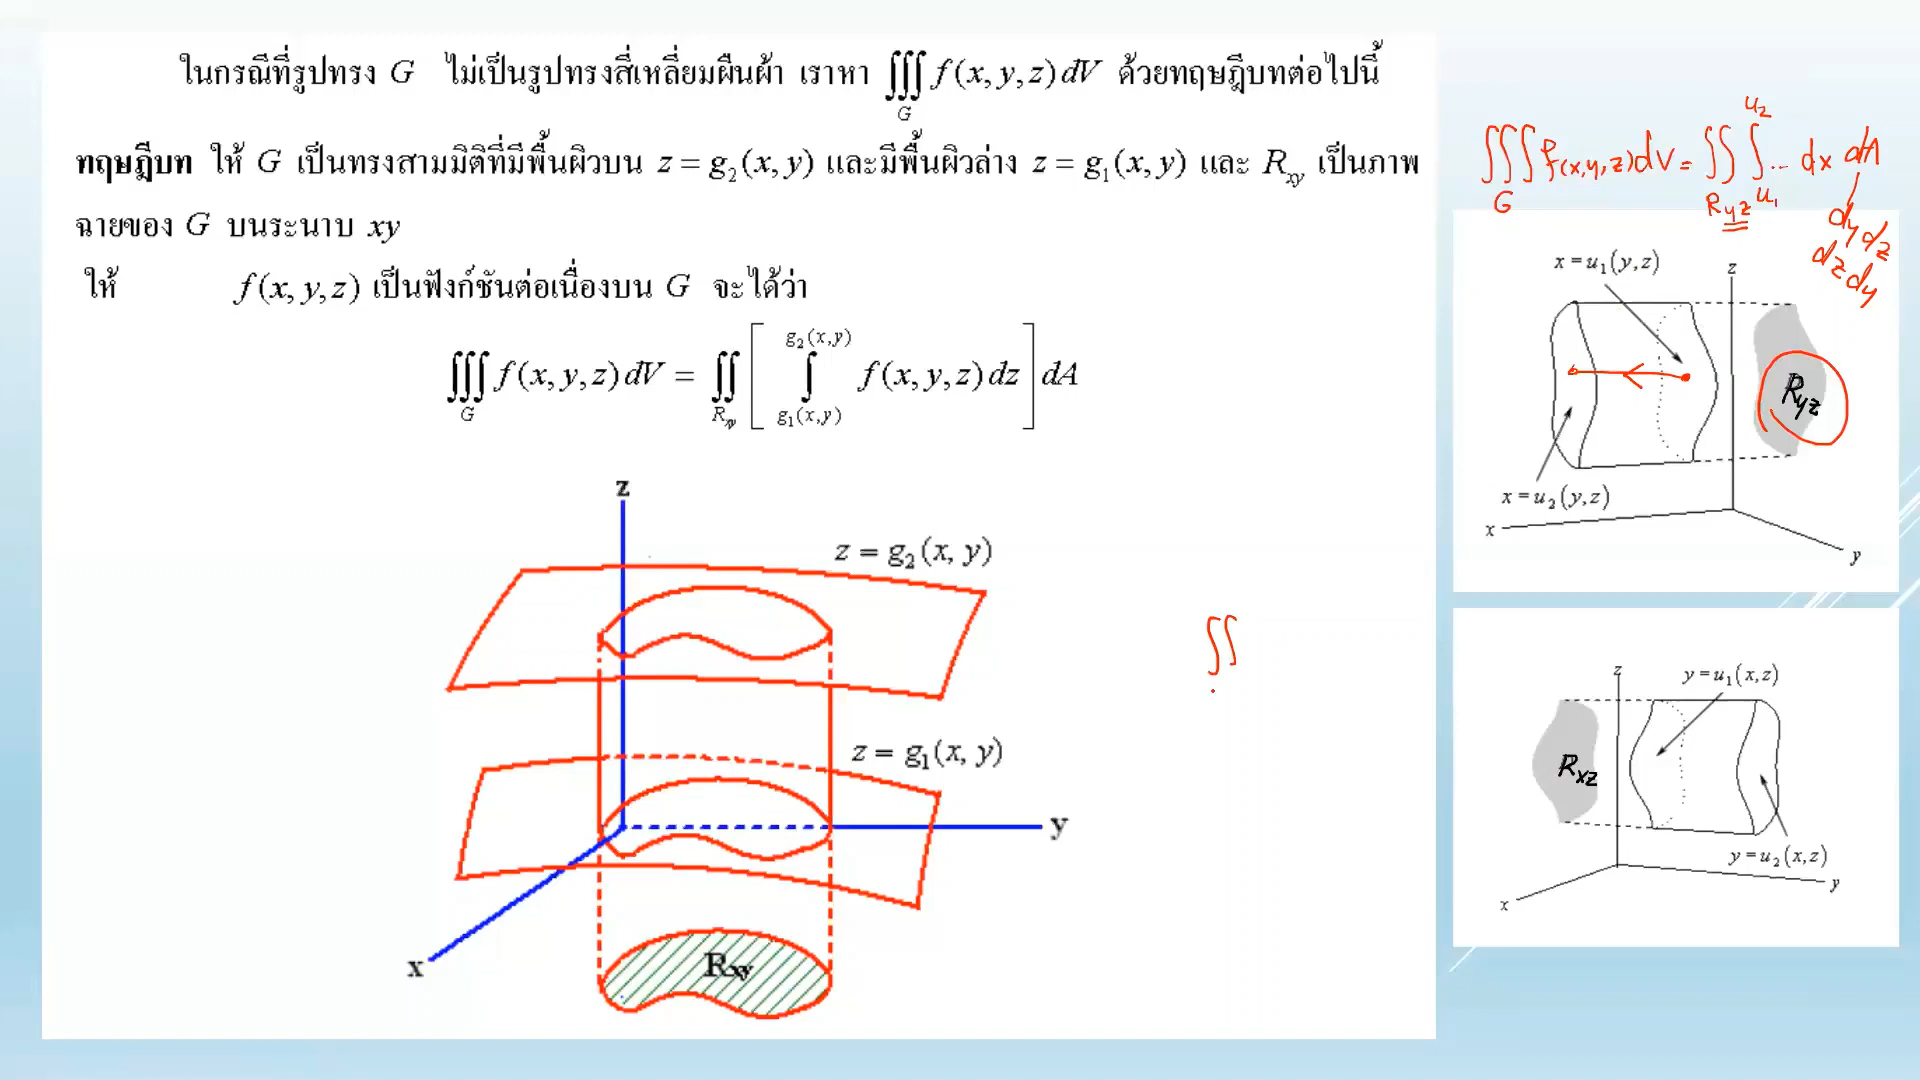 ในกรณีที่รูปทรง G ไม่เป็นรูปทรงสี่เหลี่ยมผืนผ้า เราหา ∭_G f(x, y, z) dV ด้วยทฤษฎีบทต่อไปนี้
ทฤษฎีบท ให้ G เป็นทรงสามมิติที่มีพื้นผิวบน z = g₂(x, y) และมีพื้นผิวล่าง z = g₁(x, y) และ R_xy เป็นภาพ
ฉายของ G บนระนาบ xy
ให้ f(x, y, z) เป็นฟังก์ชันต่อเนื่องบน G จะได้ว่า
∭_G f(x, y, z) dV = ∬_{R_xy} [ ∫_{g₁(x,y)}^{g₂(x,y)} f(x, y, z) dz ] dA
z
z = g₂(x, y)
z = g₁(x, y)
y
x
R_xy
∬
∭_G f(x,y,z) dV = ∬_{R_yz} ∫_{u₁}^{u₂} ... dx dA
dy dz
dz dy
x = u₁(y, z)
z
R_yz
x = u₂(y, z)
x
y
z
y = u₁(x, z)
R_xz
y = u₂(x, z)
y
x